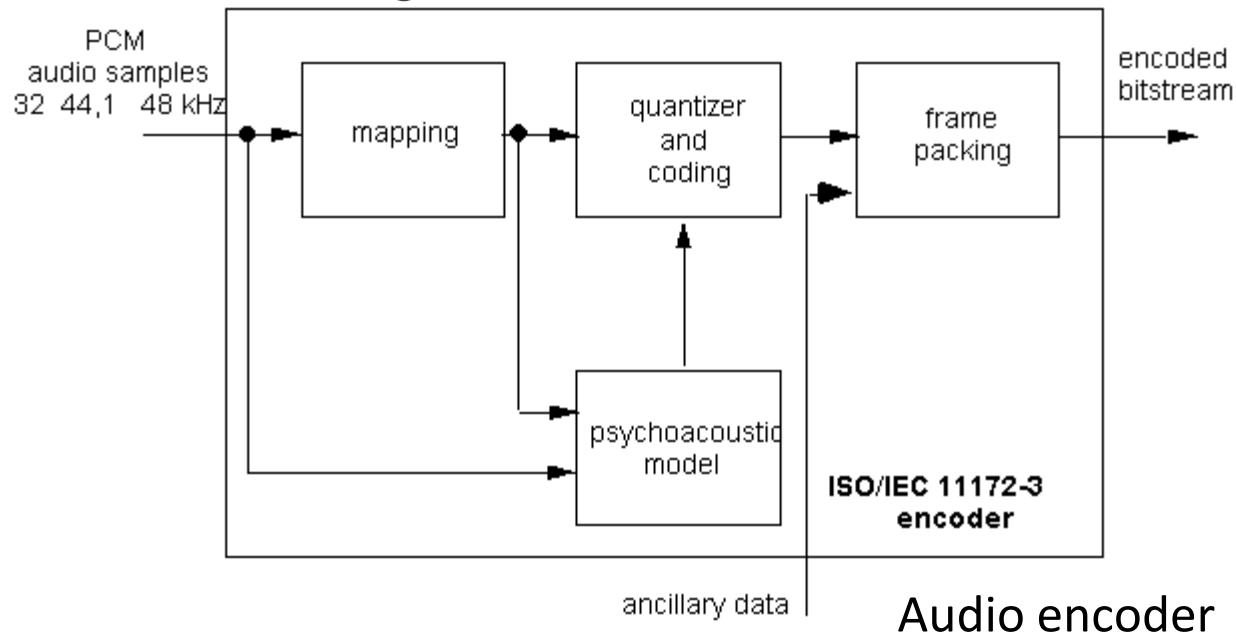 PCM
audio samples
32 44,1 48 kHz
mapping
quantizer
and
coding
frame
packing
encoded
bitstream
psychoacoustic
model
ISO/IEC 11172-3
encoder
ancillary data
Audio encoder